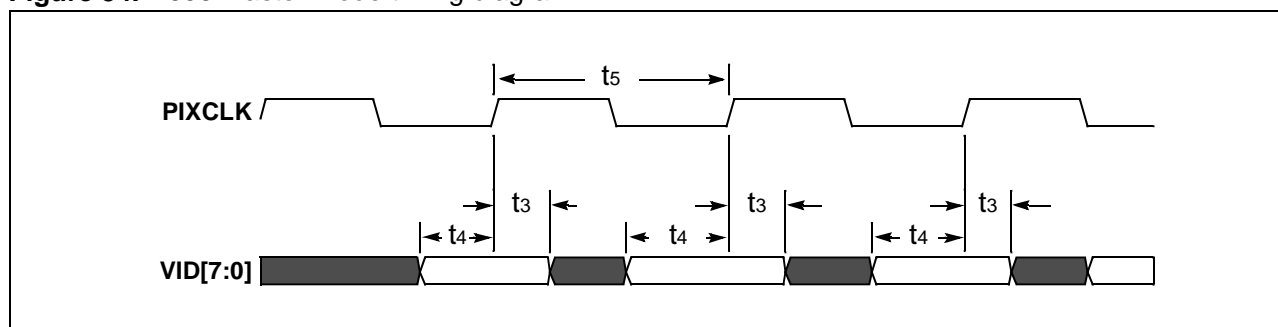 t5
PIXCLK
t3 t3 t3
t4 t4 t4
VID[7:0]